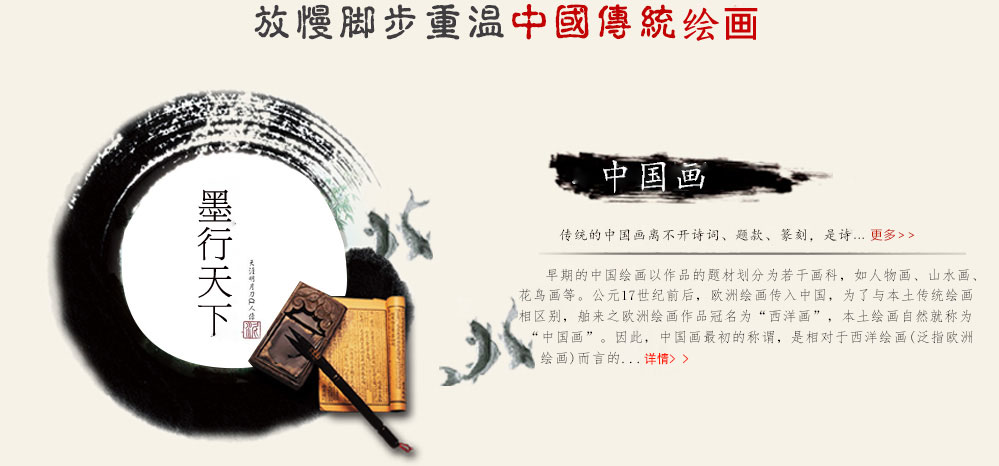 放慢脚步重温中國傳統绘画
墨行天下
中国画
传统的中国画离不开诗词、题款、篆刻，是诗... 更多>>
早期的中国绘画以作品的题材划分为若干画科，如人物画、山水画、
花鸟画等。公元17世纪前后，欧洲绘画传入中国，为了与本土传统绘画
相区别，舶来之欧洲绘画作品冠名为“西洋画”，本土绘画自然就称为
“中国画”。因此，中国画最初的称谓，是相对于西洋绘画(泛指欧洲
绘画)而言的... 详情> >